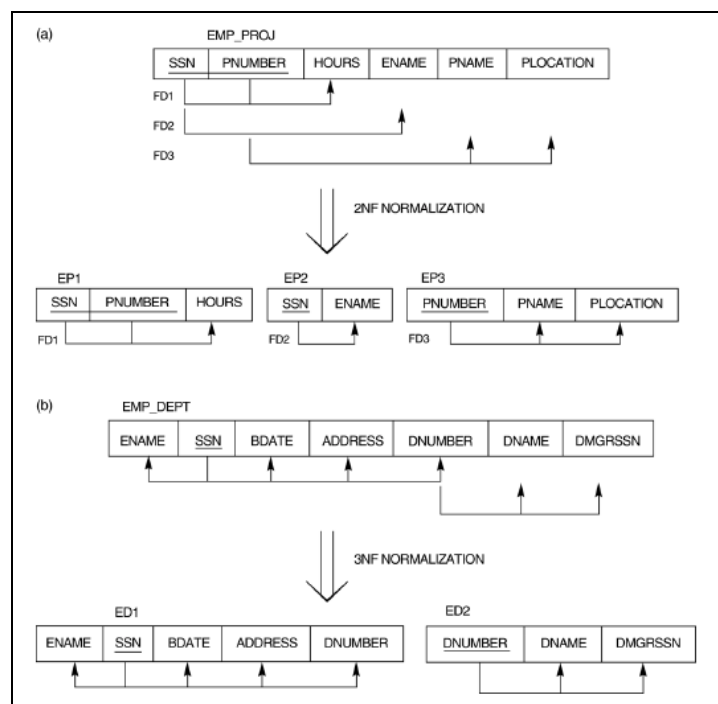 (a) EMP_PROJ
SSN PNUMBER HOURS ENAME PNAME PLOCATION
FD1
FD2
FD3
2NF NORMALIZATION
EP1 EP2 EP3
SSN PNUMBER HOURS SSN ENAME PNUMBER PNAME PLOCATION
FD1 FD2 FD3
(b) EMP_DEPT
ENAME SSN BDATE ADDRESS DNUMBER DNAME DMGRSSN
3NF NORMALIZATION
ED1 ED2
ENAME SSN BDATE ADDRESS DNUMBER DNUMBER DNAME DMGRSSN